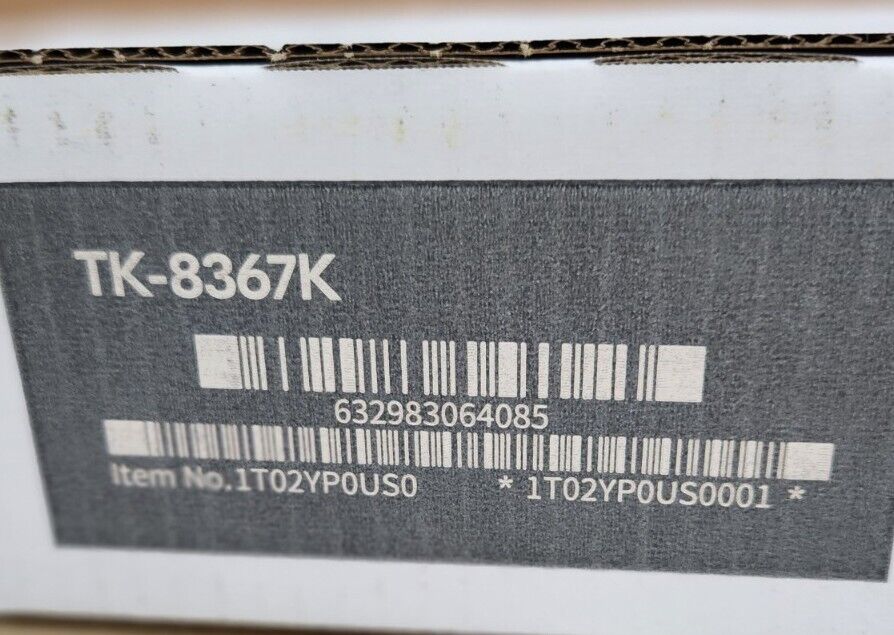 TK-8367K
632983064085
Item No.1T02YP0US0 * 1T02YP0US0001 *